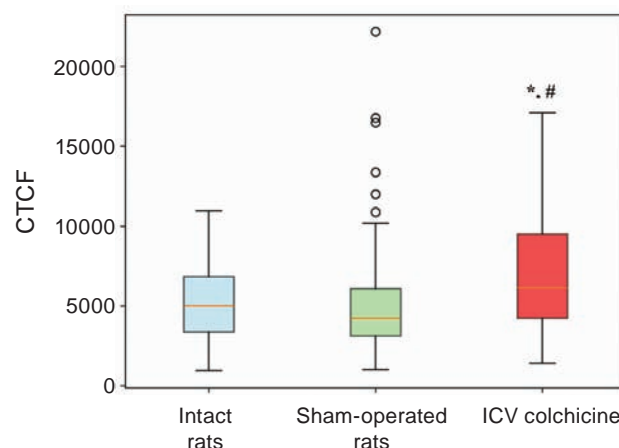 20000
15000
10000
5000
0
CTCF
*, #
Intact
rats
Sham-operated
rats
ICV colchicine